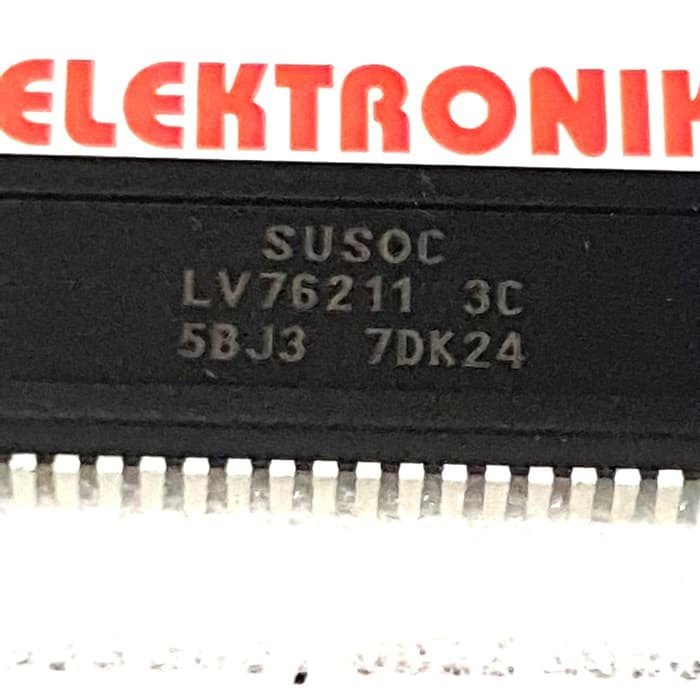 ELEKTRONIK
SUSOC
LV76211 3C
5BJ3 7DK24